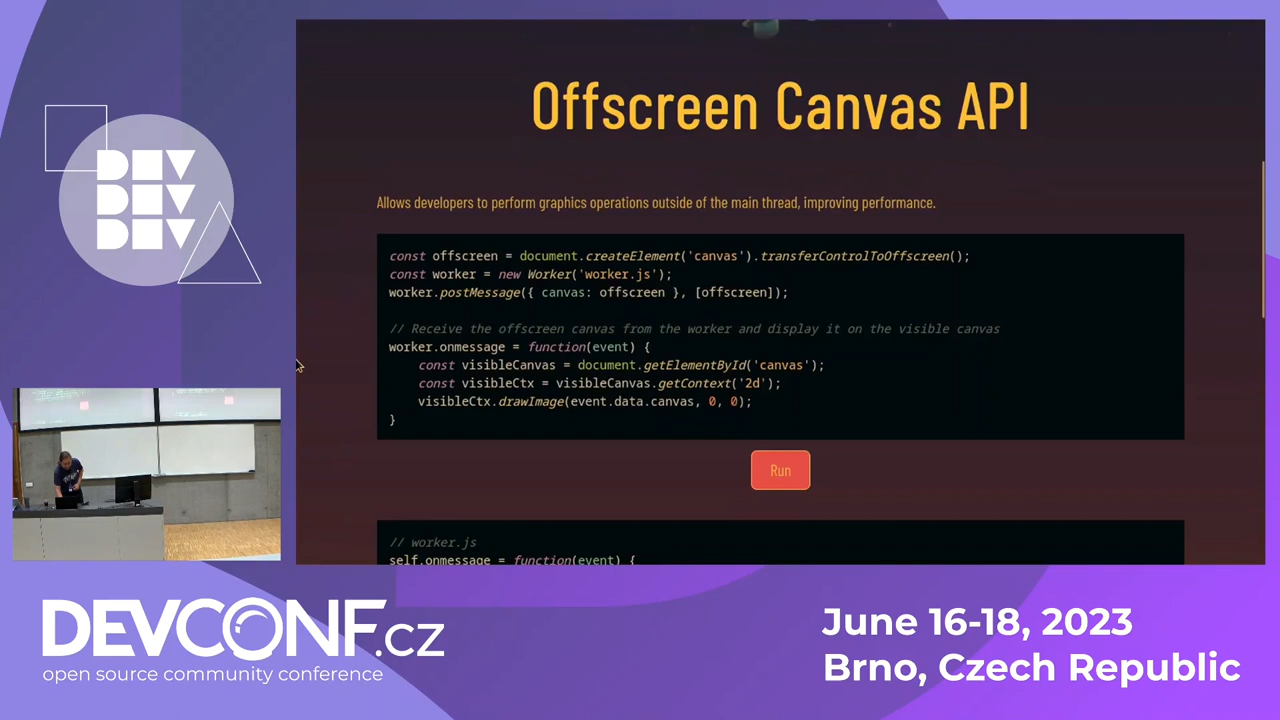 DEV
DEV
DEV
Offscreen Canvas API
Allows developers to perform graphics operations outside of the main thread, improving performance.
const offscreen = document.createElement('canvas').transferControlToOffscreen();
const worker = new Worker('worker.js');
worker.postMessage({ canvas: offscreen }, [offscreen]);
// Receive the offscreen canvas from the worker and display it on the visible canvas
worker.onmessage = function(event) {
const visibleCanvas = document.getElementById('canvas');
const visibleCtx = visibleCanvas.getContext('2d');
visibleCtx.drawImage(event.data.canvas, 0, 0);
}
Run
// worker.js
self.onmessage = function(event) {
DEVCONF.cz
open source community conference
June 16-18, 2023
Brno, Czech Republic